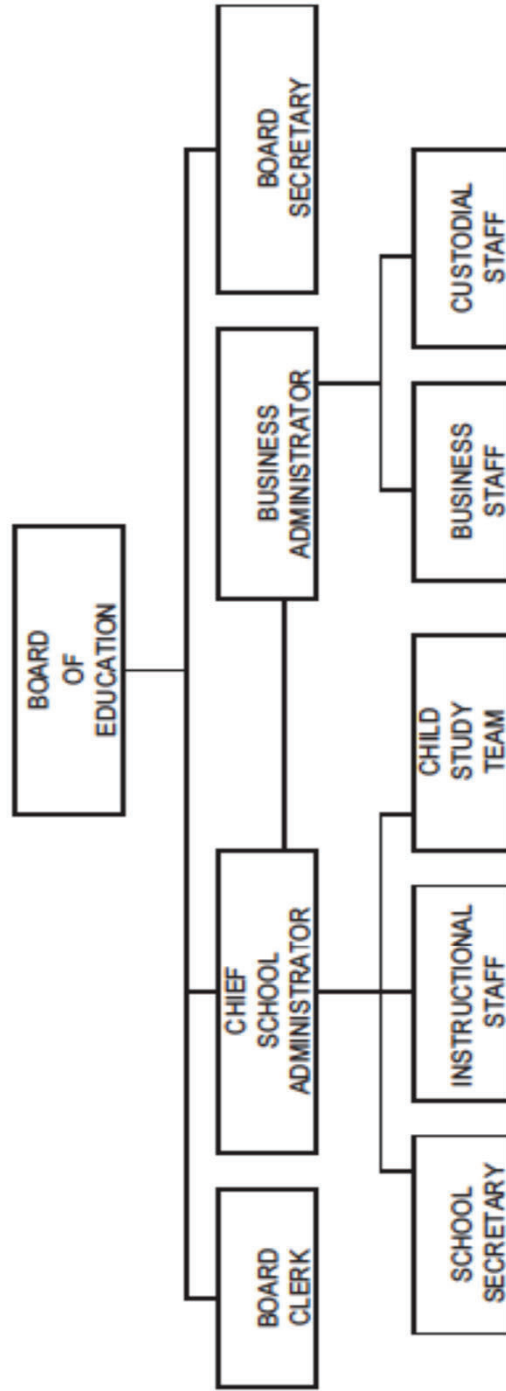 BOARD
OF
EDUCATION
BOARD
CLERK
CHIEF
SCHOOL
ADMINISTRATOR
BUSINESS
ADMINISTRATOR
BOARD
SECRETARY
SCHOOL
SECRETARY
INSTRUCTIONAL
STAFF
CHILD
STUDY
TEAM
BUSINESS
STAFF
CUSTODIAL
STAFF